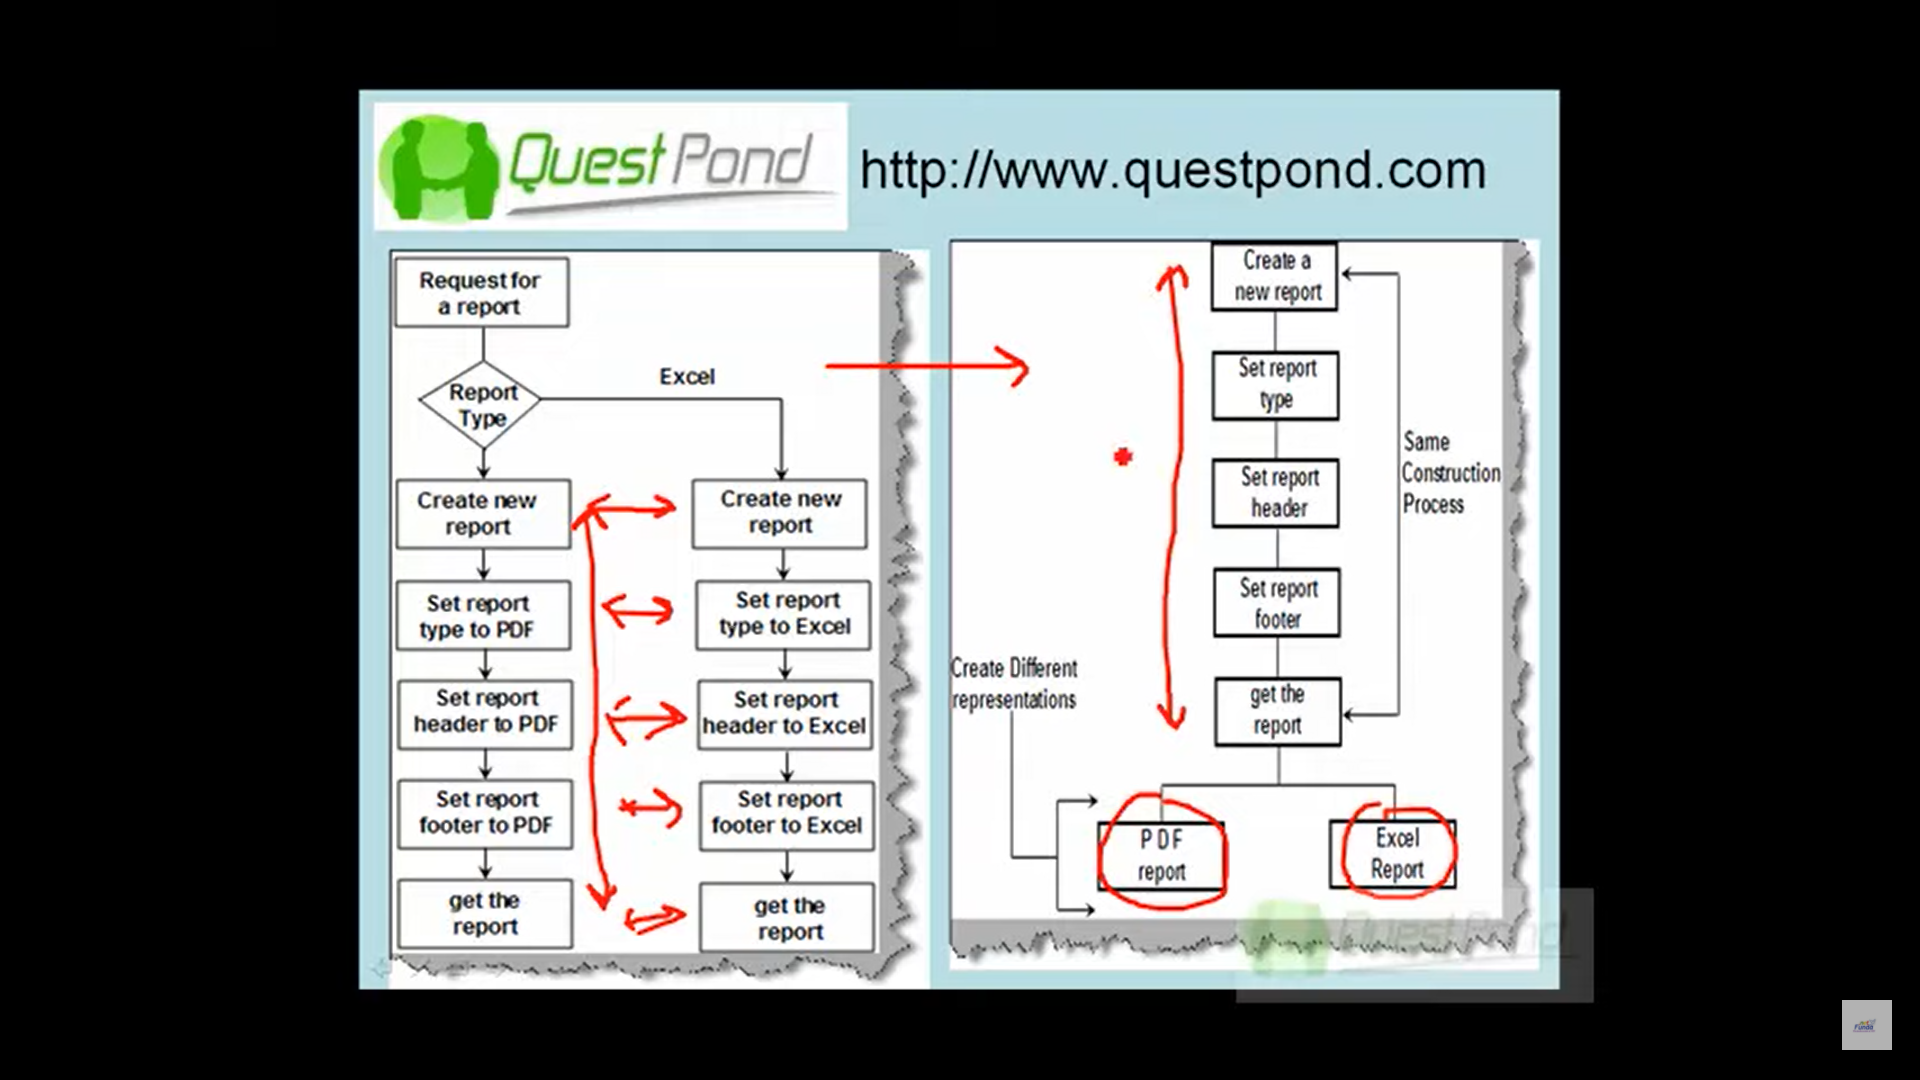 Quest Pond
http://www.questpond.com
Request for
a report
Report
Type
Excel
Create new
report
Set report
type to PDF
Set report
header to PDF
Set report
footer to PDF
get the
report
Create new
report
Set report
type to Excel
Set report
header to Excel
Set report
footer to Excel
get the
report
Create a
new report
Set report
type
Set report
header
Set report
footer
get the
report
Same
Construction
Process
Create Different
representations
PDF
report
Excel
Report
Quest Pond
Funda